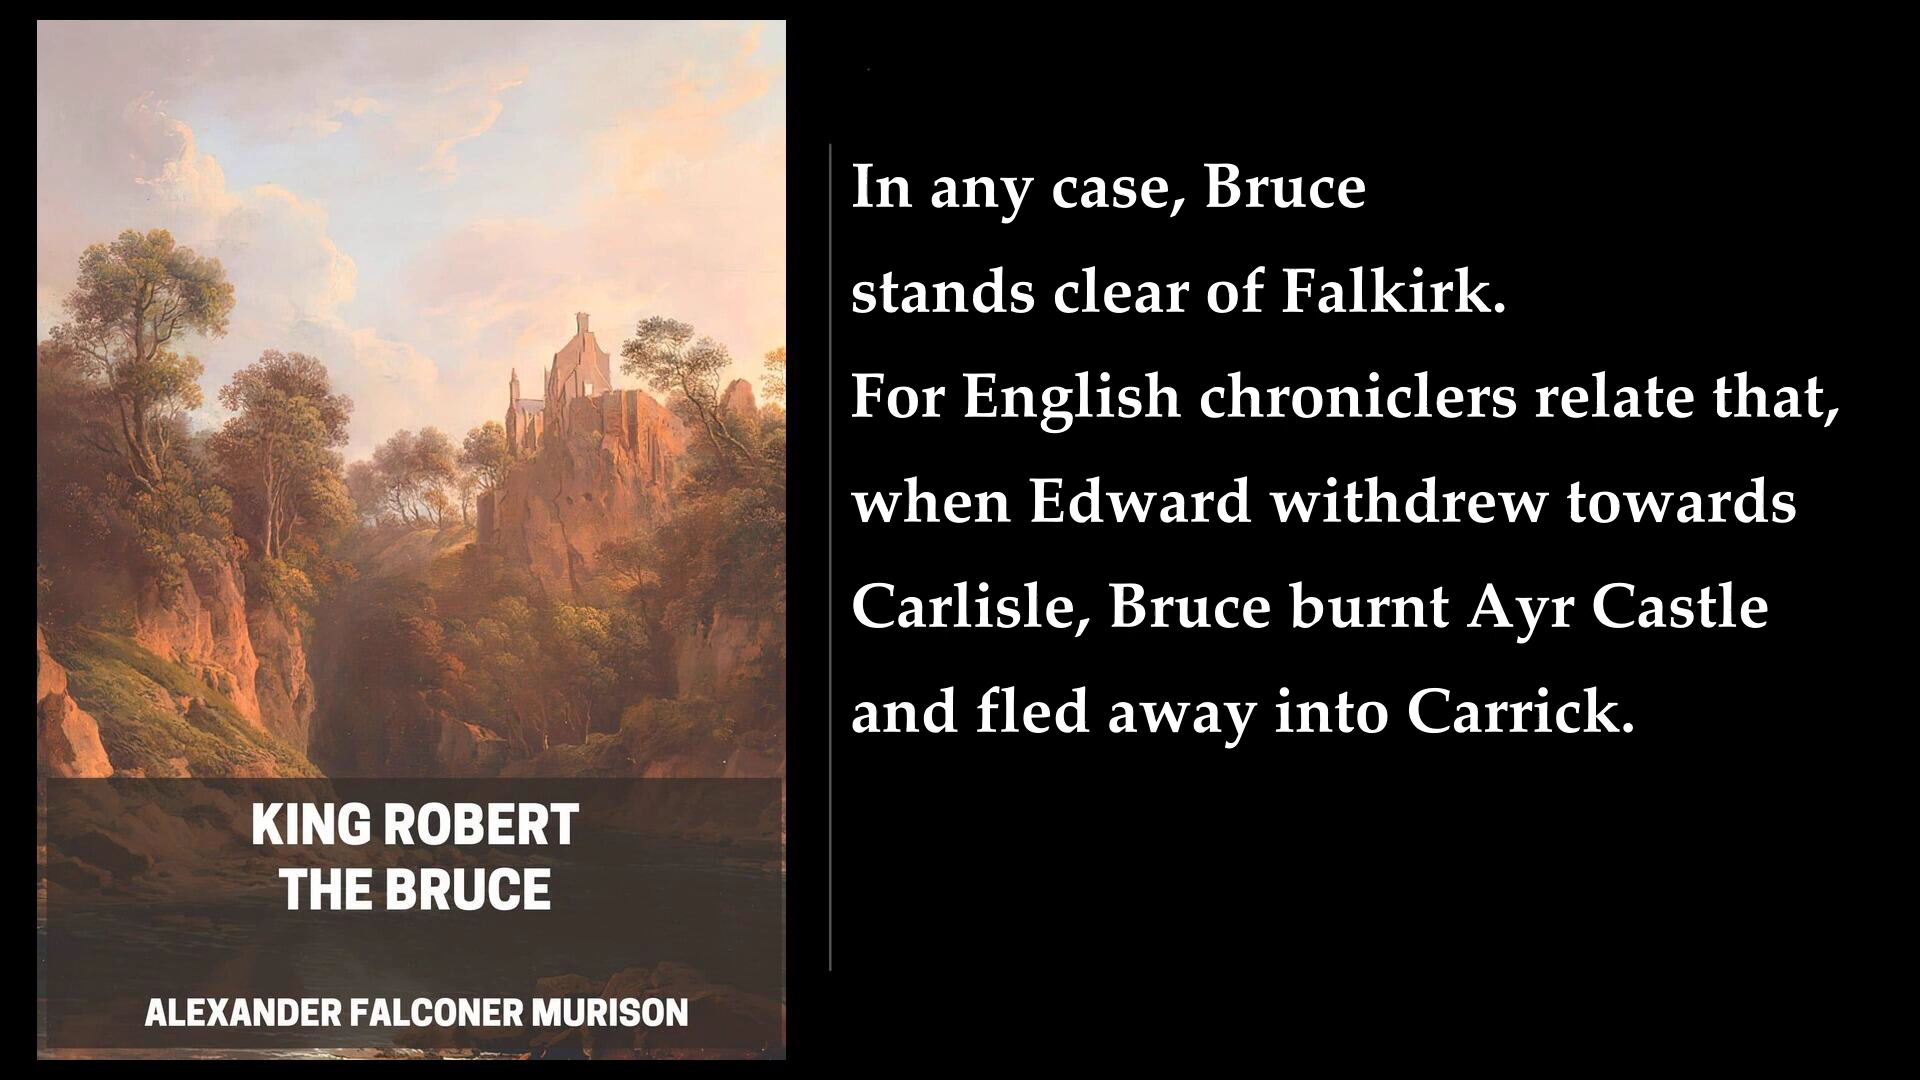 KING ROBERT
THE BRUCE
ALEXANDER FALCONER MURISON
In any case, Bruce
stands clear of Falkirk.
For English chroniclers relate that,
when Edward withdrew towards
Carlisle, Bruce burnt Ayr Castle
and fled away into Carrick.